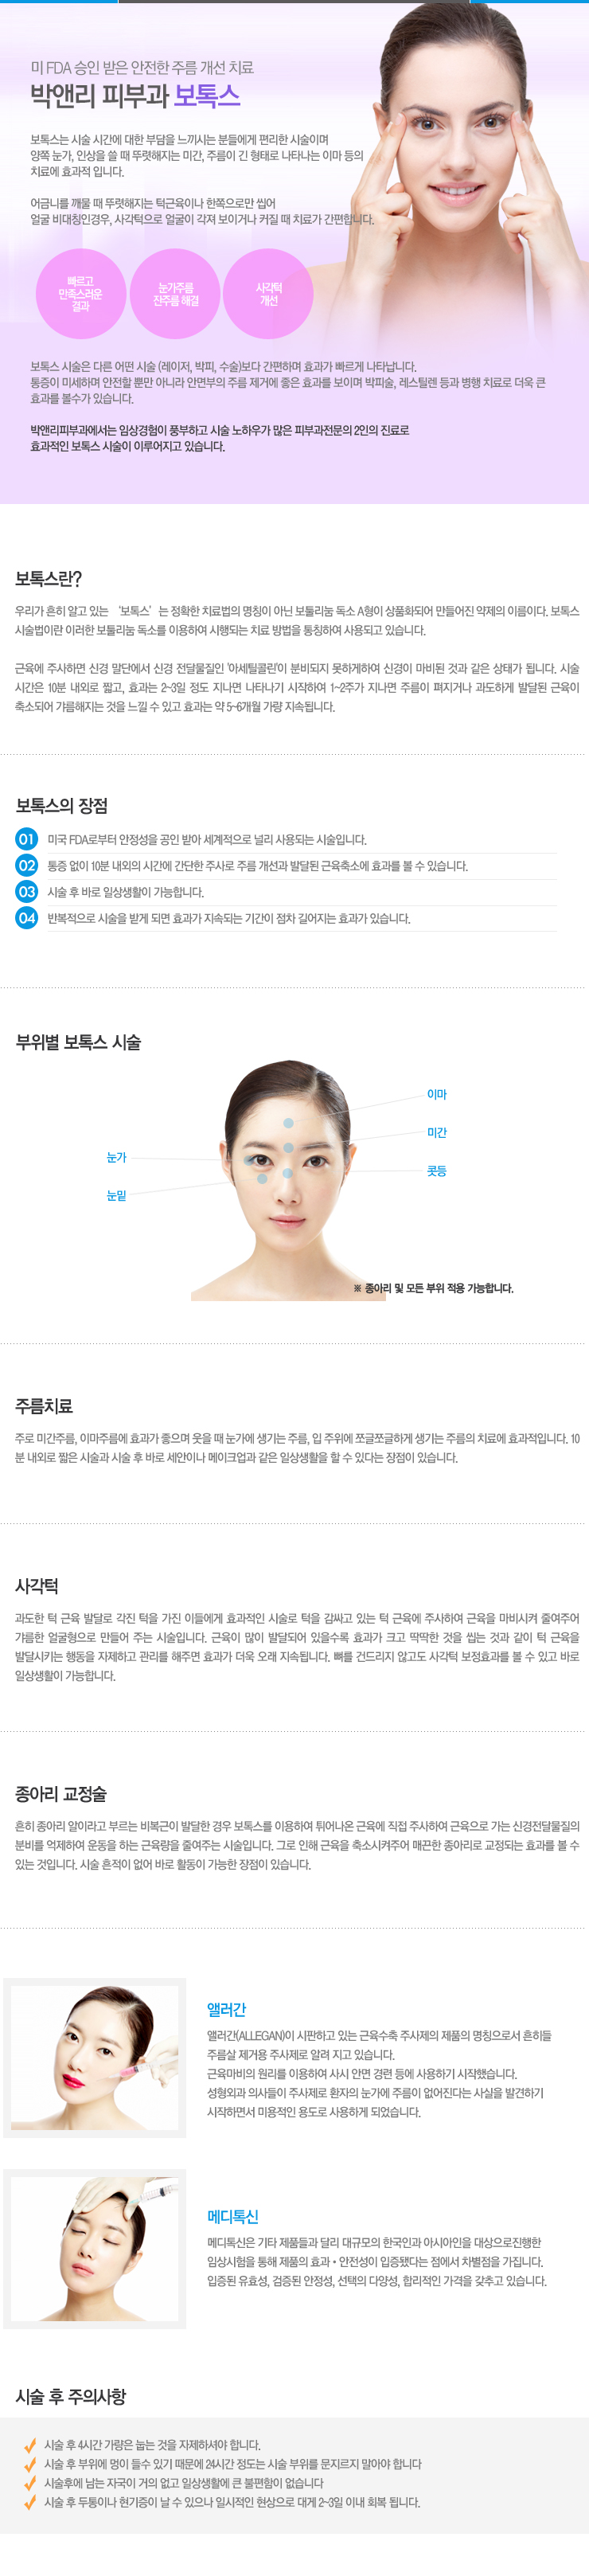 미 FDA 승인 받은 안전한 주름 개선 치료
박앤리 피부과 보톡스
보톡스는 시술 시간에 대한 부담을 느끼시는 분들에게 편리한 시술이며
양쪽 눈가, 인상을 쓸 때 뚜렷해지는 미간, 주름이 긴 형태로 나타나는 이마 등의
치료에 효과적 입니다.
어금니를 깨물 때 뚜렷해지는 턱근육이나 한쪽으로만 씹어
얼굴 비대칭인경우, 사각턱으로 얼굴이 각져 보이거나 커질 때 치료가 간편합니다.
빠르고
만족스러운
결과
눈가주름
잔주름 해결
사각턱
개선
보톡스 시술은 다른 어떤 시술 (레이저, 박피, 수술)보다 간편하며 효과가 빠르게 나타납니다.
통증이 미세하며 안전할 뿐만 아니라 안면부의 주름 제거에 좋은 효과를 보이며 박피술, 레스틸렌 등과 병행 치료로 더욱 큰
효과를 볼수가 있습니다.
박앤리피부과에서는 임상경험이 풍부하고 시술 노하우가 많은 피부과전문의 2인의 진료로
효과적인 보톡스 시술이 이루어지고 있습니다.
보톡스란?
우리가 흔히 알고 있는 ‘보톡스’ 는 정확한 치료법의 명칭이 아닌 보툴리눔 독소 A형이 상품화되어 만들어진 약제의 이름이다. 보톡스
시술법이란 이러한 보툴리눔 독소를 이용하여 시행되는 치료 방법을 통칭하여 사용되고 있습니다.
근육에 주사하면 신경 말단에서 신경 전달물질인 '아세틸콜린'이 분비되지 못하게하여 신경이 마비된 것과 같은 상태가 됩니다. 시술
시간은 10분 내외로 짧고, 효과는 2~3일 정도 지나면 나타나기 시작하여 1~2주가 지나면 주름이 펴지거나 과도하게 발달된 근육이
축소되어 갸름해지는 것을 느낄 수 있고 효과는 약 5~6개월 가량 지속됩니다.
보톡스의 장점
01 미국 FDA로부터 안정성을 공인 받아 세계적으로 널리 사용되는 시술입니다.
02 통증 없이 10분 내외의 시간에 간단한 주사로 주름 개선과 발달된 근육축소에 효과를 볼 수 있습니다.
03 시술 후 바로 일상생활이 가능합니다.
04 반복적으로 시술을 받게 되면 효과가 지속되는 기간이 점차 길어지는 효과가 있습니다.
부위별 보톡스 시술
이마
미간
눈가
콧등
눈밑
※ 종아리 및 모든 부위 적용 가능합니다.
주름치료
주로 미간주름, 이마주름에 효과가 좋으며 웃을 때 눈가에 생기는 주름, 입 주위에 쪼글쪼글하게 생기는 주름의 치료에 효과적입니다. 10
분 내외로 짧은 시술과 시술 후 바로 세안이나 메이크업과 같은 일상생활을 할 수 있다는 장점이 있습니다.
사각턱
과도한 턱 근육 발달로 각진 턱을 가진 이들에게 효과적인 시술로 턱을 감싸고 있는 턱 근육에 주사하여 근육을 마비시켜 줄여주어
갸름한 얼굴형으로 만들어 주는 시술입니다. 근육이 많이 발달되어 있을수록 효과가 크고 딱딱한 것을 씹는 것과 같이 턱 근육을
발달시키는 행동을 자제하고 관리를 해주면 효과가 더욱 오래 지속됩니다. 뼈를 건드리지 않고도 사각턱 보정효과를 볼 수 있고 바로
일상생활이 가능합니다.
종아리 교정술
흔히 종아리 알이라고 부르는 비복근이 발달한 경우 보톡스를 이용하여 튀어나온 근육에 직접 주사하여 근육으로 가는 신경전달물질의
분비를 억제하여 운동을 하는 근육량을 줄여주는 시술입니다. 그로 인해 근육을 축소시켜주어 매끈한 종아리로 교정되는 효과를 볼 수
있는 것입니다. 시술 흔적이 없어 바로 활동이 가능한 장점이 있습니다.
앨러간
앨러간(ALLEGAN)이 시판하고 있는 근육수축 주사제의 제품의 명칭으로서 흔히들
주름살 제거용 주사제로 알려 지고 있습니다.
근육마비의 원리를 이용하여 사시 안면 경련 등에 사용하기 시작했습니다.
성형외과 의사들이 주사제로 환자의 눈가에 주름이 없어진다는 사실을 발견하기
시작하면서 미용적인 용도로 사용하게 되었습니다.
메디톡신
메디톡신은 기타 제품들과 달리 대규모의 한국인과 아시아인을 대상으로진행한
임상시험을 통해 제품의 효과 • 안전성이 입증됐다는 점에서 차별점을 가집니다.
입증된 유효성, 검증된 안정성, 선택의 다양성, 합리적인 가격을 갖추고 있습니다.
시술 후 주의사항
시술 후 4시간 가량은 눕는 것을 자제하셔야 합니다.
시술 후 부위에 멍이 들수 있기 때문에 24시간 정도는 시술 부위를 문지르지 말아야 합니다
시술후에 남는 자국이 거의 없고 일상생활에 큰 불편함이 없습니다
시술 후 두통이나 현기증이 날 수 있으나 일시적인 현상으로 대게 2~3일 이내 회복 됩니다.